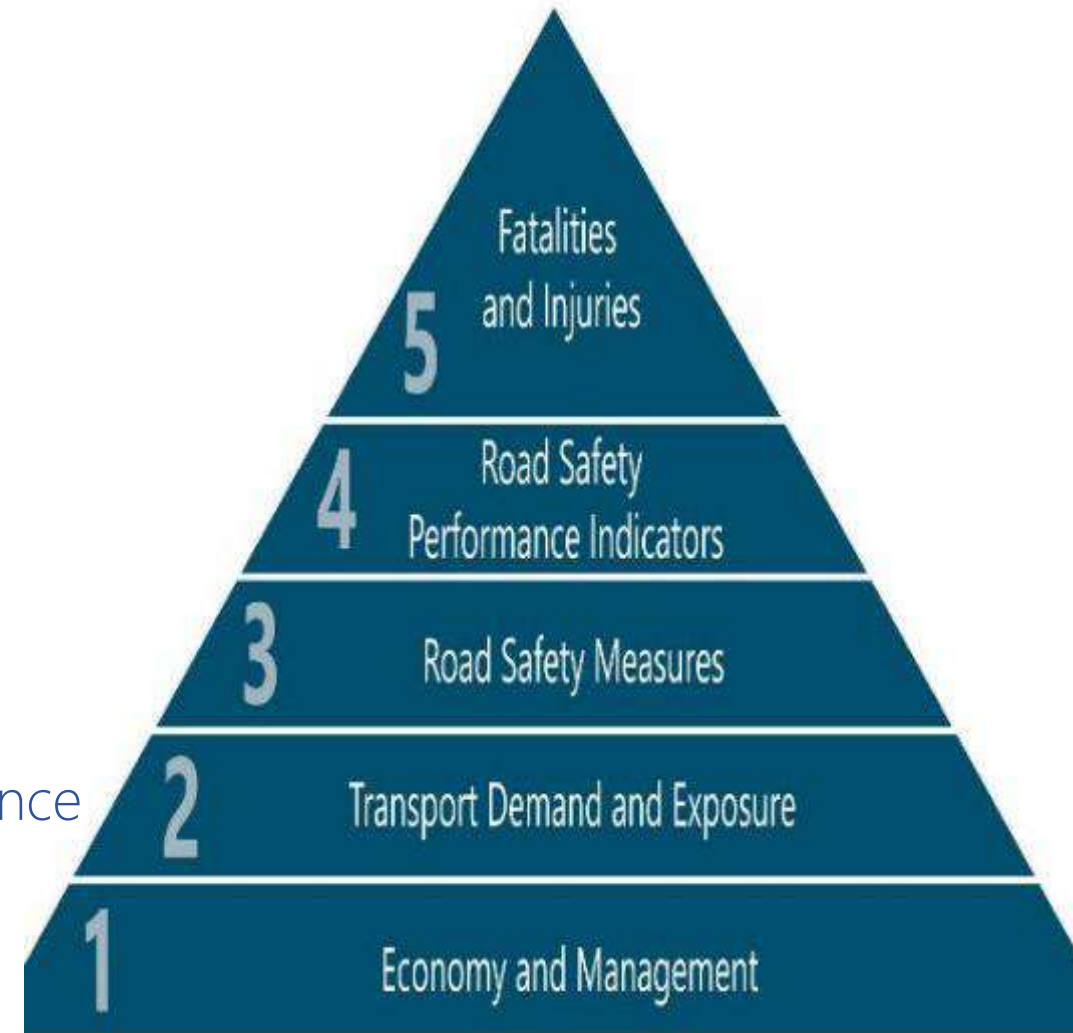 Fatalities
and Injuries
5
Road Safety
Performance Indicators
4
Road Safety Measures
3
Transport Demand and Exposure
2
Economy and Management
1